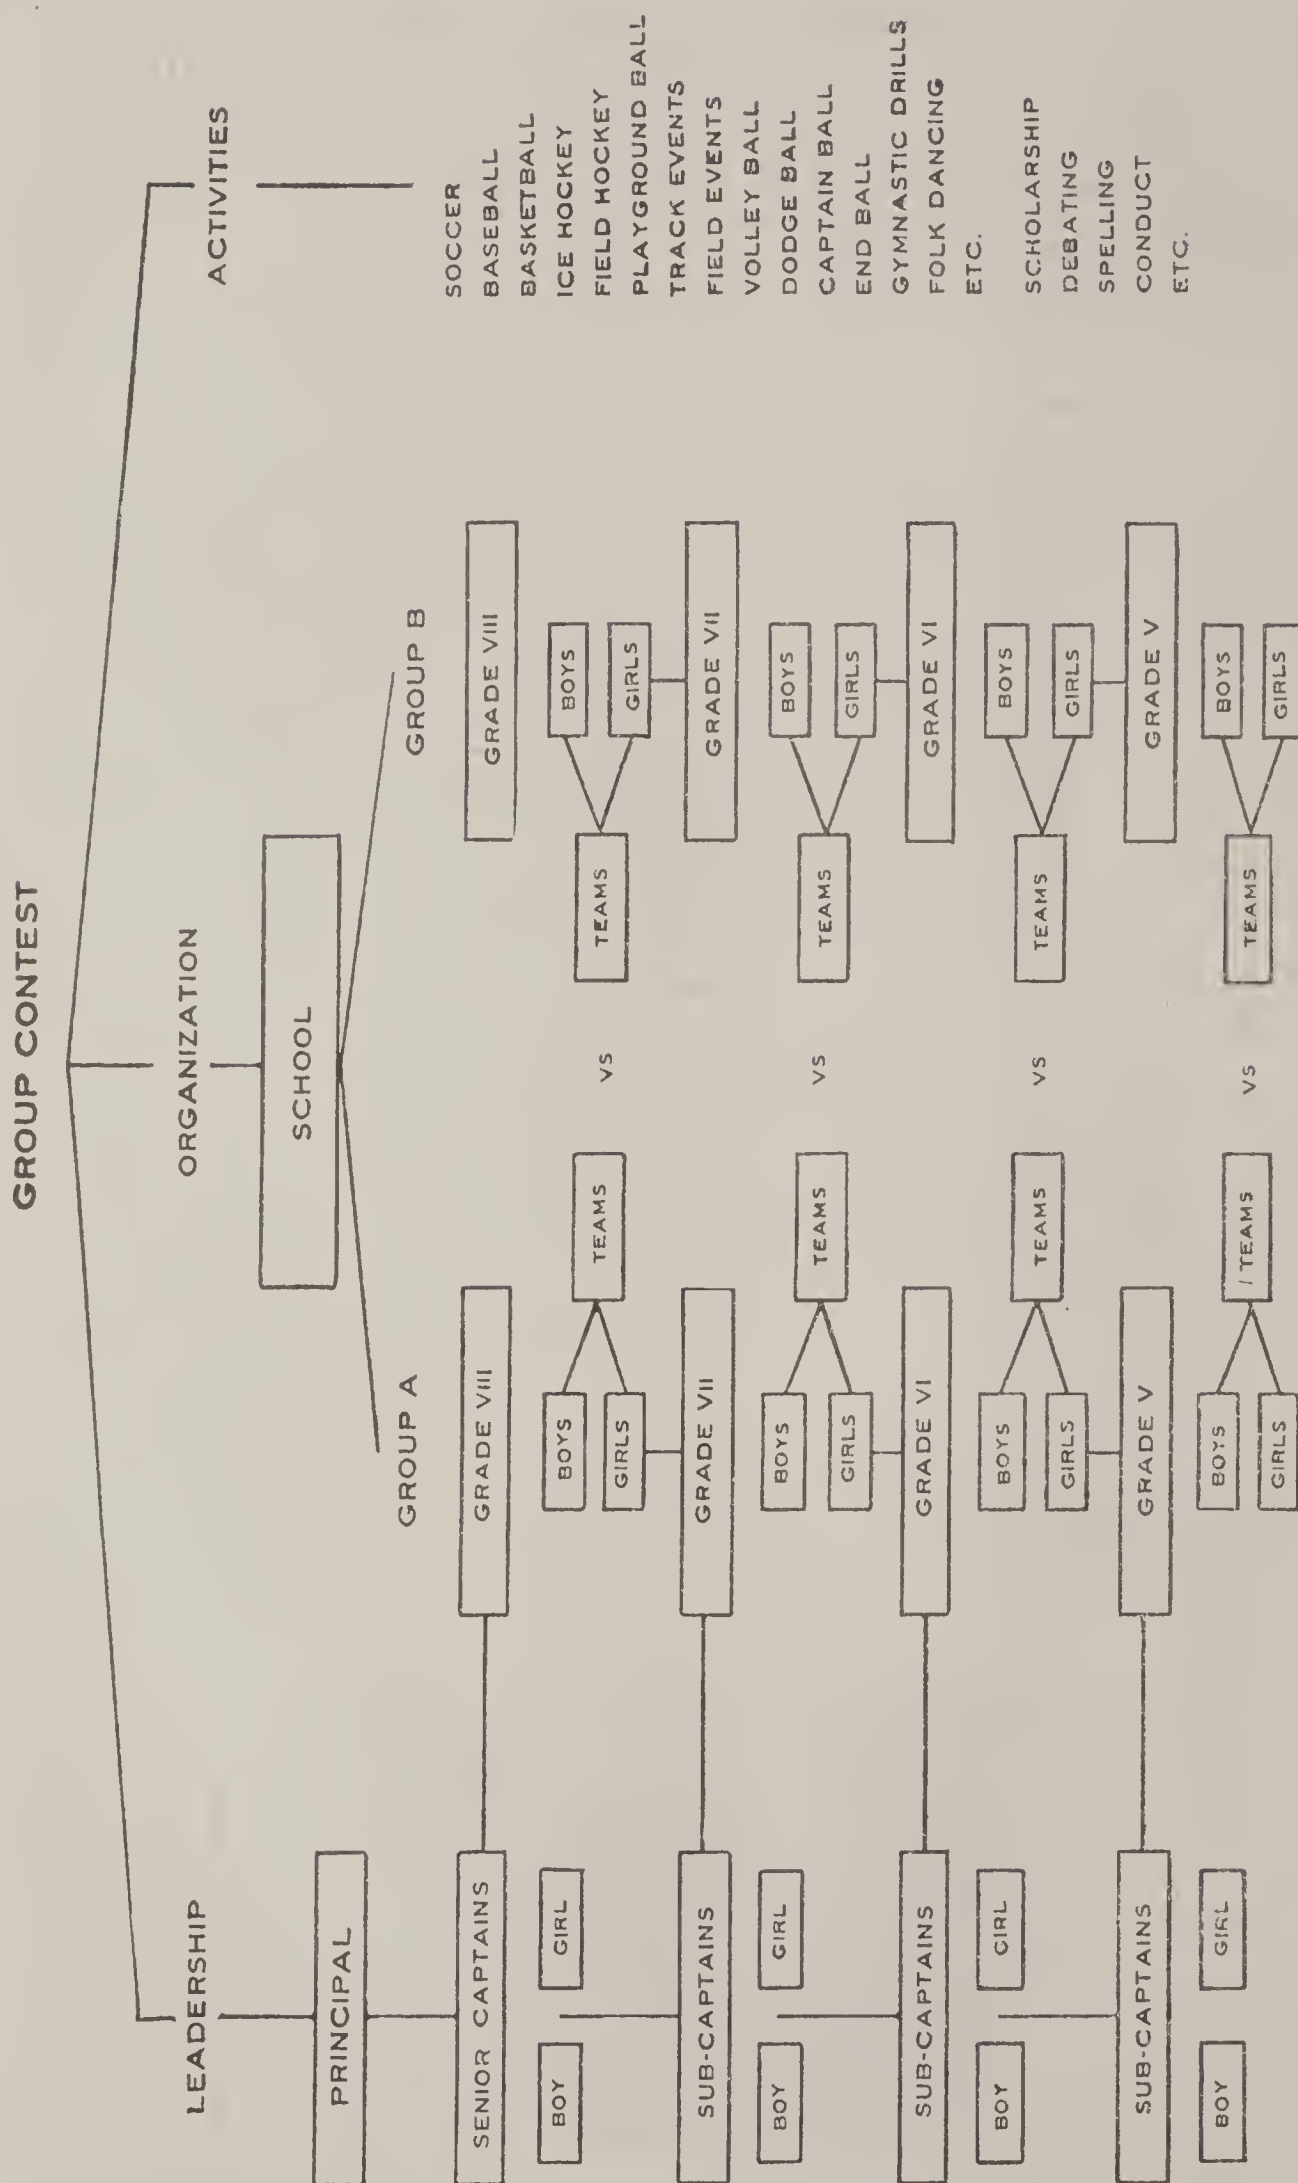 GROUP CONTEST
LEADERSHIP
ORGANIZATION
ACTIVITIES
PRINCIPAL
SCHOOL
GROUP A
GROUP B
SENIOR CAPTAINS
GRADE VIII
GRADE VIII
BOY
GIRL
BOYS
GIRLS
TEAMS
VS
TEAMS
BOYS
GIRLS
SUB-CAPTAINS
GRADE VII
GRADE VII
BOY
GIRL
BOYS
GIRLS
TEAMS
VS
TEAMS
BOYS
GIRLS
SUB-CAPTAINS
GRADE VI
GRADE VI
BOY
GIRL
BOYS
GIRLS
TEAMS
VS
TEAMS
BOYS
GIRLS
SUB-CAPTAINS
GRADE V
GRADE V
BOY
GIRL
BOYS
GIRLS
TEAMS
VS
TEAMS
BOYS
GIRLS
SOCCER
BASEBALL
BASKETBALL
ICE HOCKEY
FIELD HOCKEY
PLAYGROUND BALL
TRACK EVENTS
FIELD EVENTS
VOLLEY BALL
DODGE BALL
CAPTAIN BALL
END BALL
GYMNASTIC DRILLS
FOLK DANCING
ETC.
SCHOLARSHIP
DEBATING
SPELLING
CONDUCT
ETC.